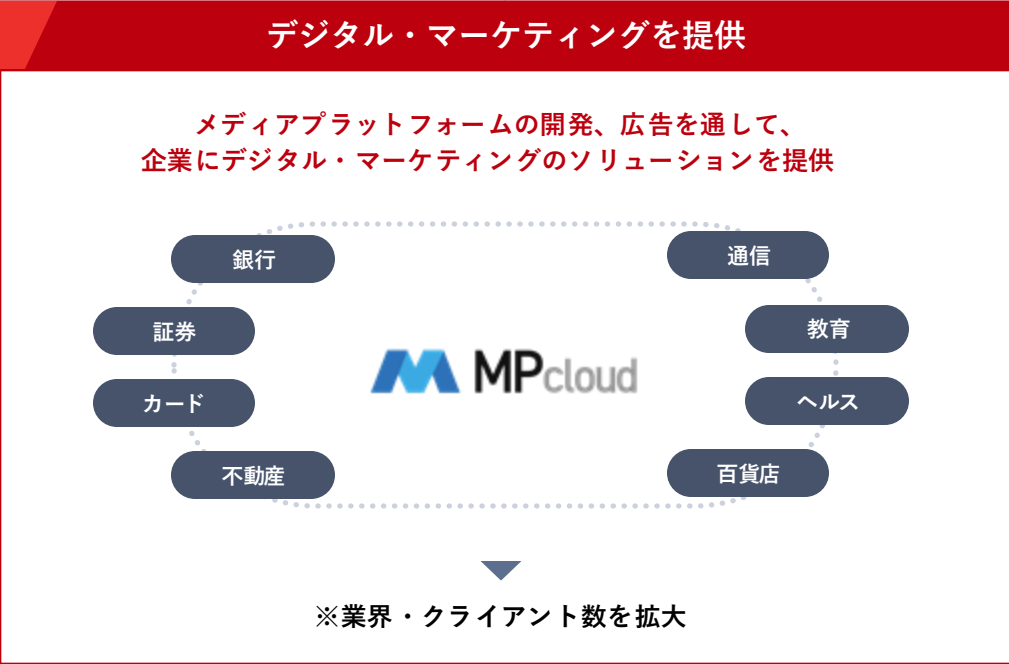 デジタル・マーケティングを提供
メディアプラットフォームの開発、広告を通して、
企業にデジタル・マーケティングのソリューションを提供
銀行
通信
証券
教育
MPcloud
カード
ヘルス
不動産
百貨店
※業界・クライアント数を拡大